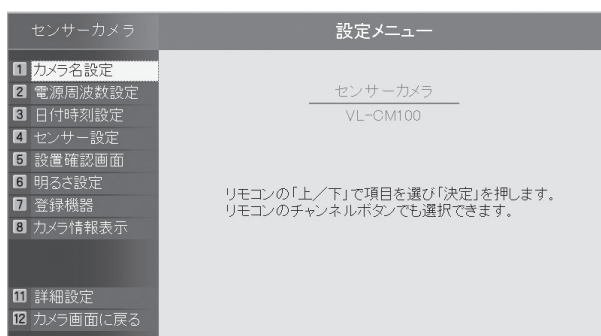 センサーカメラ
設定メニュー
1 カメラ名設定
2 電源周波数設定
3 日付時刻設定
4 センサー設定
5 設置確認画面
6 明るさ設定
7 登録機器
8 カメラ情報表示
11 詳細設定
12 カメラ画面に戻る
センサーカメラ
VL-CM100
リモコンの「上／下」で項目を選び「決定」を押します。
リモコンのチャンネルボタンでも選択できます。